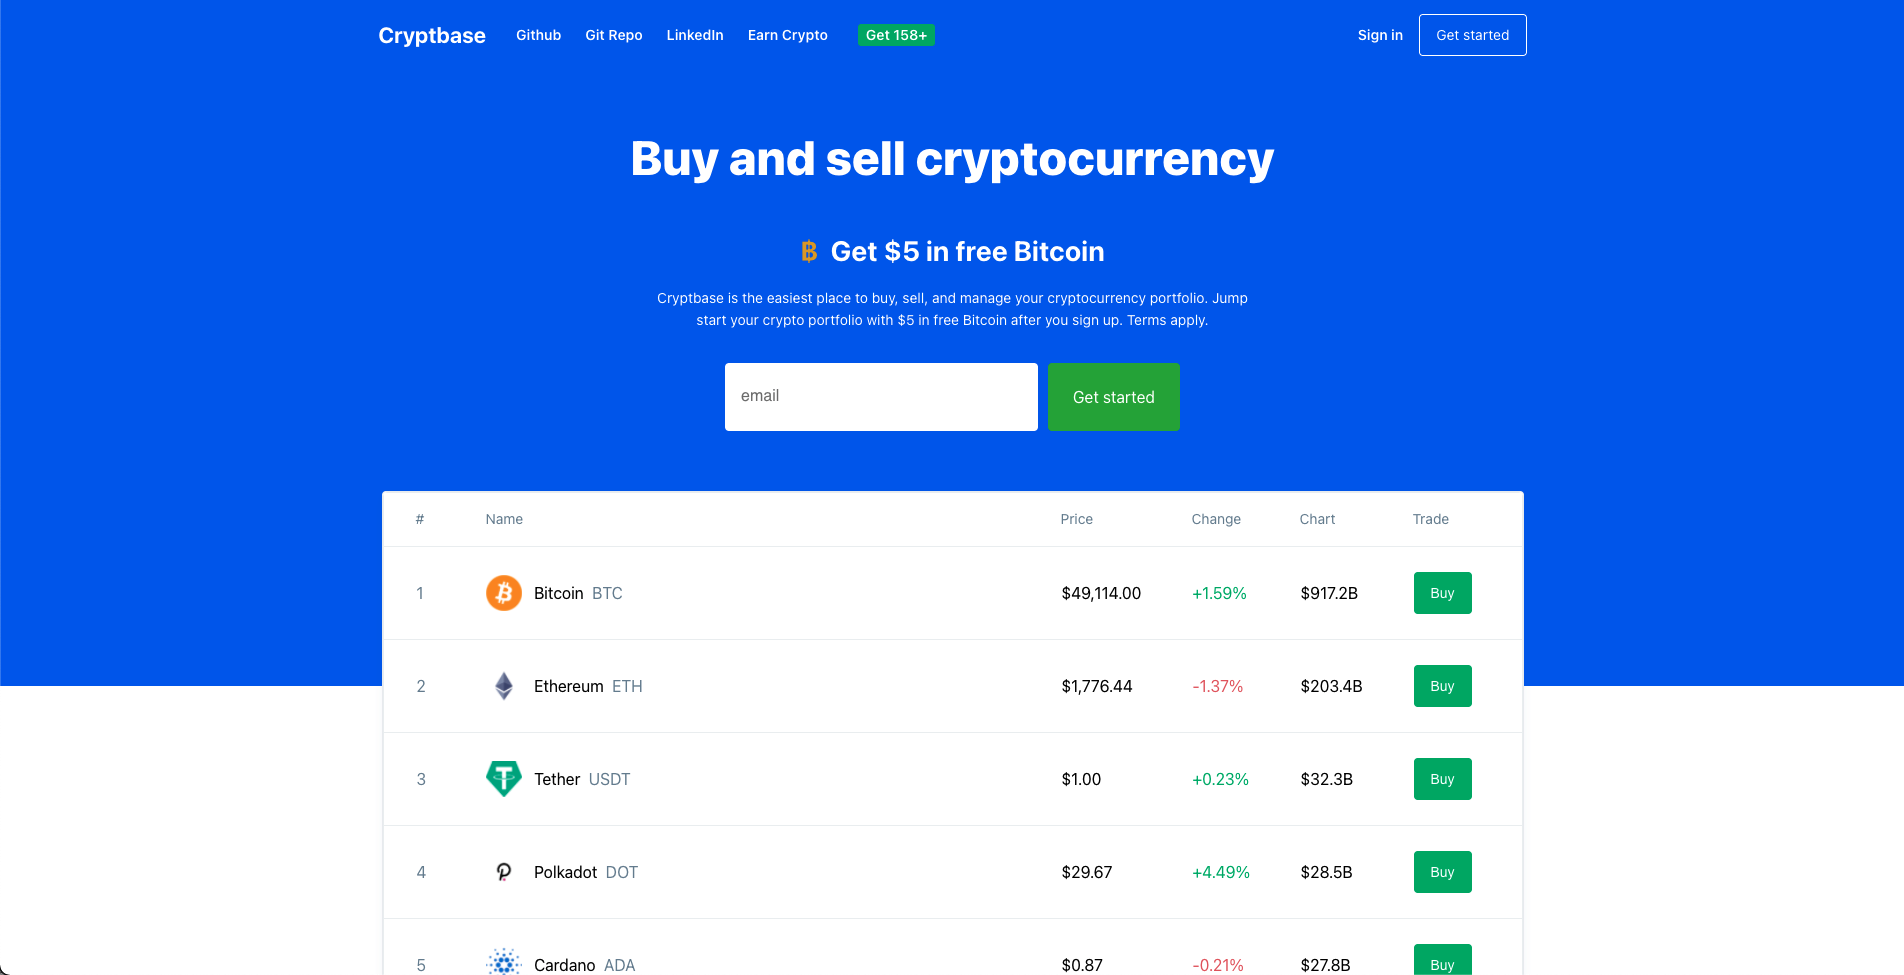 Cryptbase Github Git Repo LinkedIn Earn Crypto Get 158+ Sign in Get started
Buy and sell cryptocurrency
฿ Get $5 in free Bitcoin
Cryptbase is the easiest place to buy, sell, and manage your cryptocurrency portfolio. Jump
start your crypto portfolio with $5 in free Bitcoin after you sign up. Terms apply.
email Get started
# Name Price Change Chart Trade
1 Bitcoin BTC $49,114.00 +1.59% $917.2B Buy
2 Ethereum ETH $1,776.44 -1.37% $203.4B Buy
3 Tether USDT $1.00 +0.23% $32.3B Buy
4 Polkadot DOT $29.67 +4.49% $28.5B Buy
5 Cardano ADA $0.87 -0.21% $27.8B Buy